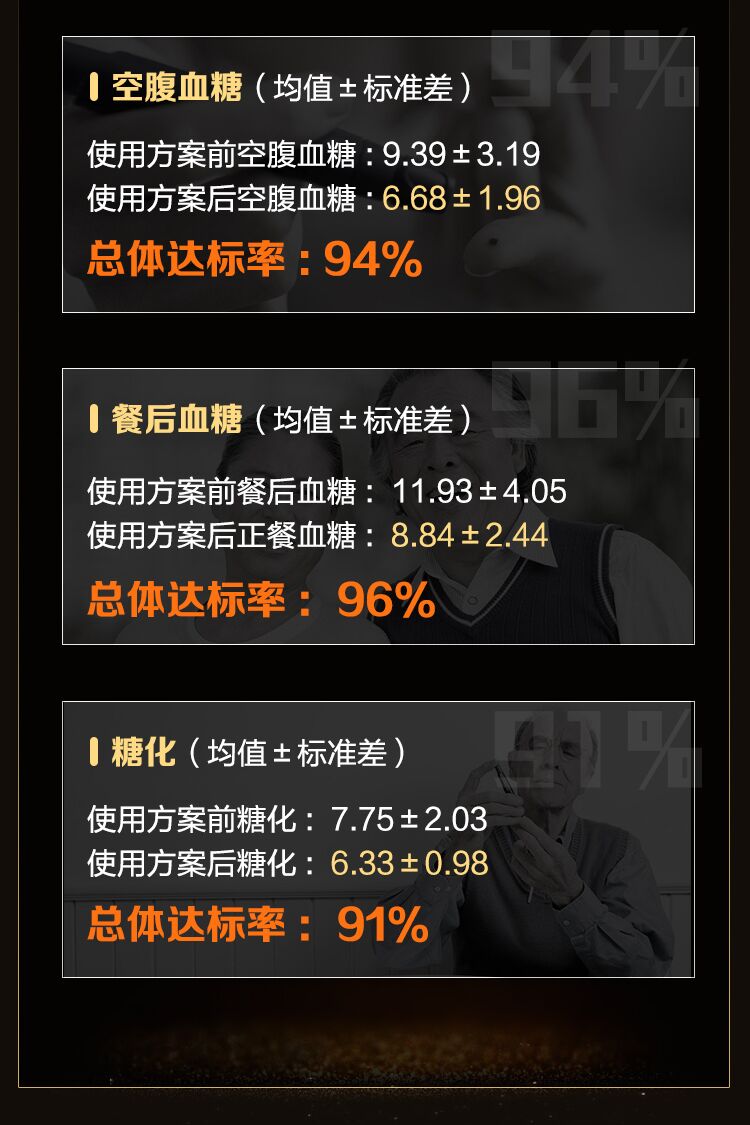 94%
空腹血糖（均值±标准差）
使用方案前空腹血糖：9.39±3.19
使用方案后空腹血糖：6.68±1.96
总体达标率：94%
96%
餐后血糖（均值±标准差）
使用方案前餐后血糖：11.93±4.05
使用方案后正餐血糖：8.84±2.44
总体达标率：96%
91%
糖化（均值±标准差）
使用方案前糖化：7.75±2.03
使用方案后糖化：6.33±0.98
总体达标率：91%